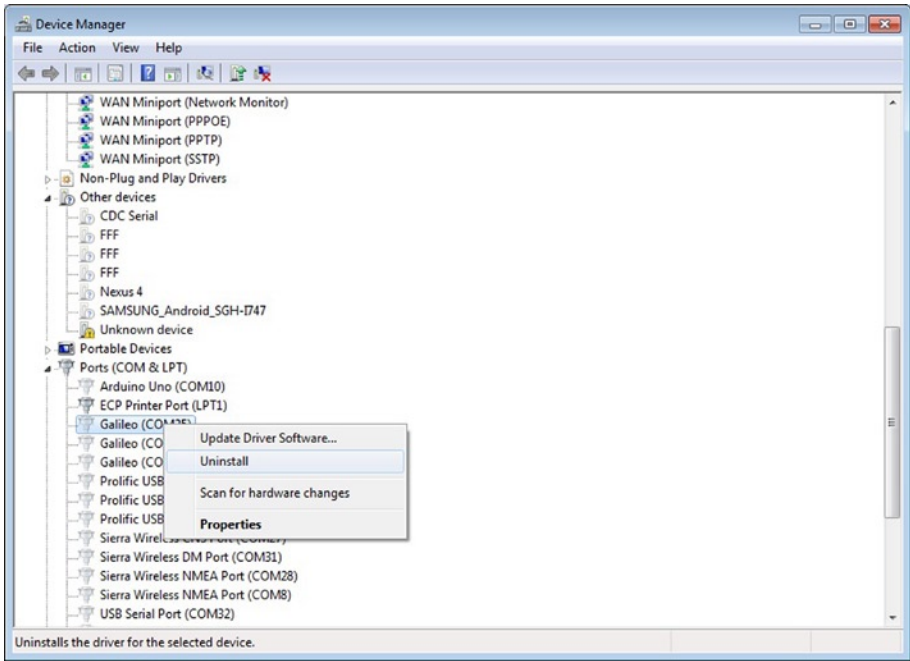 Device Manager
File Action View Help
WAN Miniport (Network Monitor)
WAN Miniport (PPPOE)
WAN Miniport (PPTP)
WAN Miniport (SSTP)
Non-Plug and Play Drivers
Other devices
CDC Serial
FFF
FFF
FFF
Nexus 4
SAMSUNG_Android_SGH-I747
Unknown device
Portable Devices
Ports (COM & LPT)
Arduino Uno (COM10)
ECP Printer Port (LPT1)
Galileo (COM25)
Galileo (CO
Galileo (CO
Prolific USB
Prolific USB
Prolific USB
Sierra Wireless
Sierra Wireless DM Port (COM31)
Sierra Wireless NMEA Port (COM28)
Sierra Wireless NMEA Port (COM8)
USB Serial Port (COM32)
Update Driver Software...
Uninstall
Scan for hardware changes
Properties
Uninstalls the driver for the selected device.